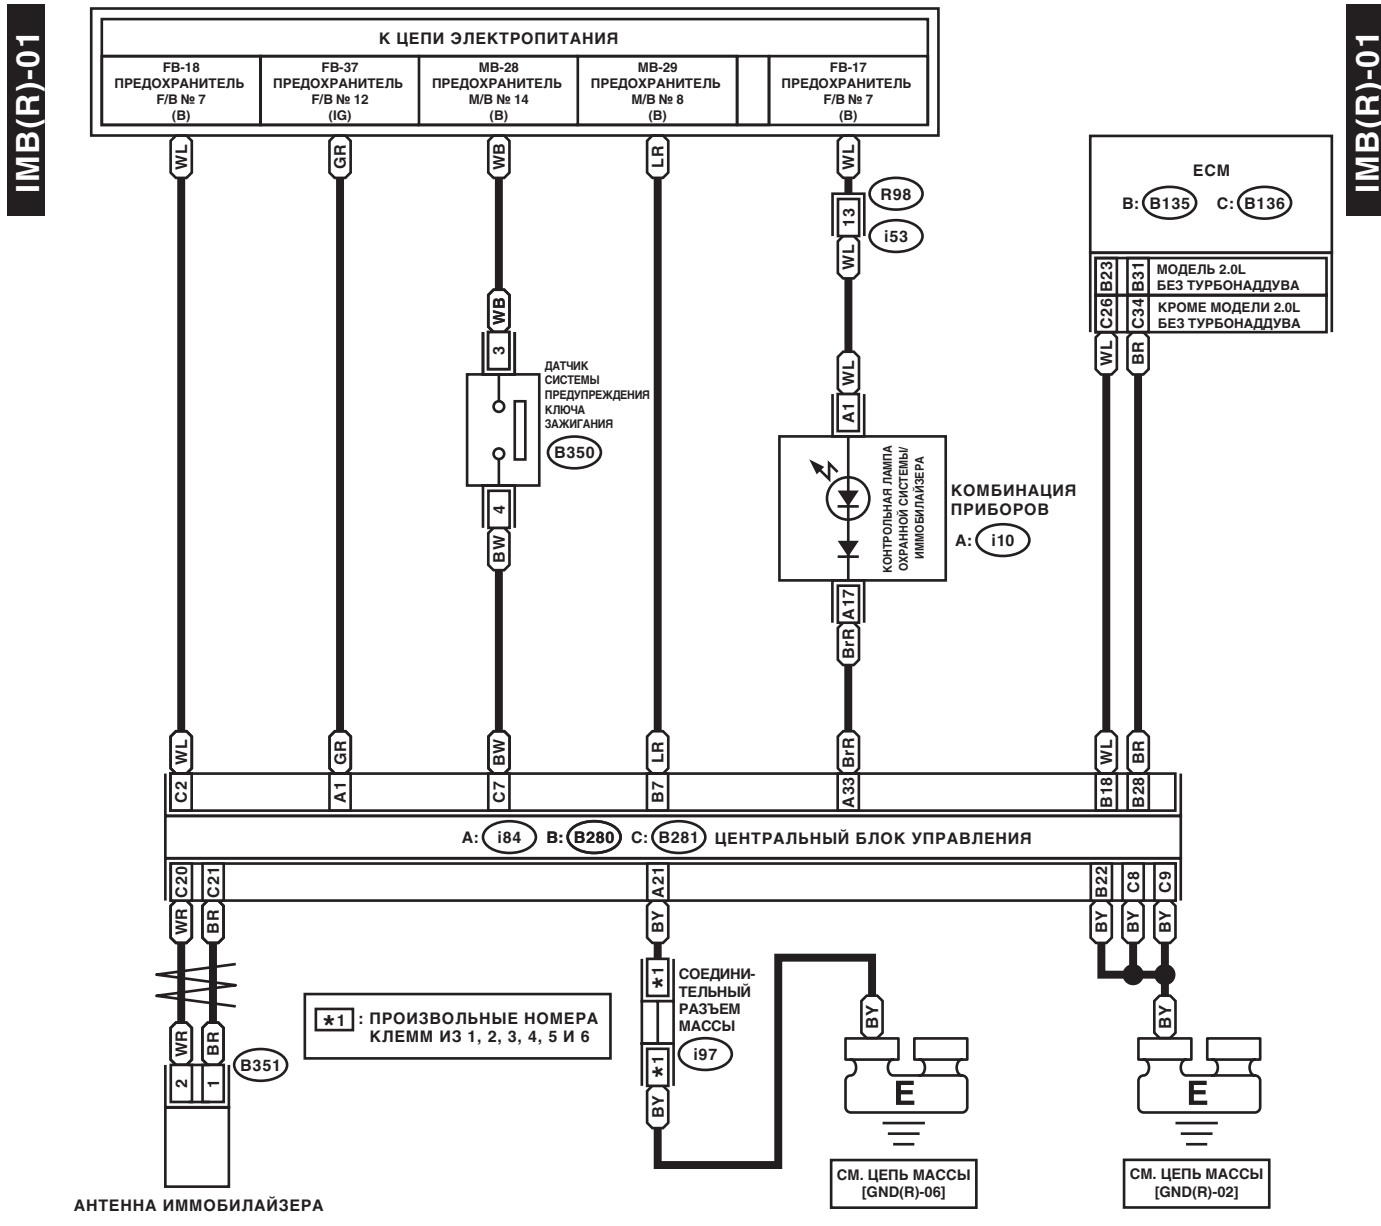 IMB(R)-01
IMB(R)-01
К ЦЕПИ ЭЛЕКТРОПИТАНИЯ
FB-18
ПРЕДОХРАНИТЕЛЬ
F/B № 7
(B)
FB-37
ПРЕДОХРАНИТЕЛЬ
F/B № 12
(IG)
MB-28
ПРЕДОХРАНИТЕЛЬ
M/B № 14
(B)
MB-29
ПРЕДОХРАНИТЕЛЬ
M/B № 8
(B)
FB-17
ПРЕДОХРАНИТЕЛЬ
F/B № 7
(B)
WL
GR
WB
LR
WL
13
R98
i53
WL
ECM
B: B135 C: B136
B23 B31 МОДЕЛЬ 2.0L
БЕЗ ТУРБОНАДДУВА
C26 C34 КРОМЕ МОДЕЛИ 2.0L
БЕЗ ТУРБОНАДДУВА
WL BR
WB
3
ДАТЧИК
СИСТЕМЫ
ПРЕДУПРЕЖДЕНИЯ
КЛЮЧА
ЗАЖИГАНИЯ
B350
4
BW
WL
A1
КОНТРОЛЬНАЯ ЛАМПА
ОХРАННОЙ СИСТЕМЫ/
ИММОБИЛАЙЗЕРА
КОМБИНАЦИЯ
ПРИБОРОВ
A: i10
A17
BrR
WL
GR
BW
LR
BrR
WL BR
C2
A1
C7
B7
A33
B18 B28
A: i84 B: B280 C: B281 ЦЕНТРАЛЬНЫЙ БЛОК УПРАВЛЕНИЯ
C20 C21
A21
B22 C8 C9
WR BR
BY
BY BY BY
*1
СОЕДИНИ-
ТЕЛЬНЫЙ
РАЗЪЕМ
МАССЫ
i97
*1
BY
*1 : ПРОИЗВОЛЬНЫЕ НОМЕРА
КЛЕММ ИЗ 1, 2, 3, 4, 5 И 6
WR BR
B351
2 1
АНТЕННА ИММОБИЛАЙЗЕРА
BY
E
СМ. ЦЕПЬ МАССЫ
[GND(R)-06]
BY
E
СМ. ЦЕПЬ МАССЫ
[GND(R)-02]